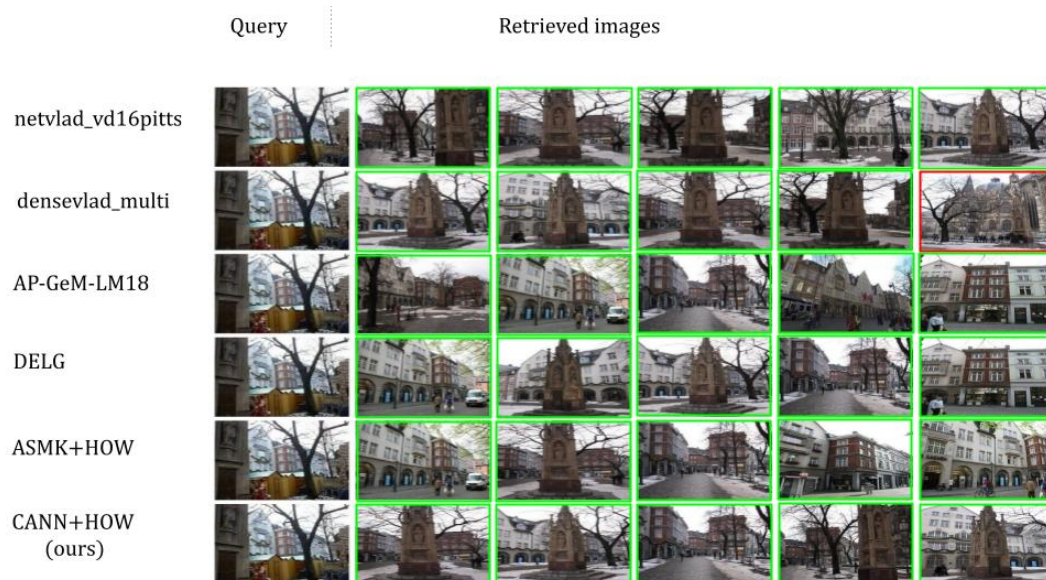 Query
Retrieved images
netvlad_vd16pitts
densevlad_multi
AP-GeM-LM18
DELG
ASMK+HOW
CANN+HOW
(ours)